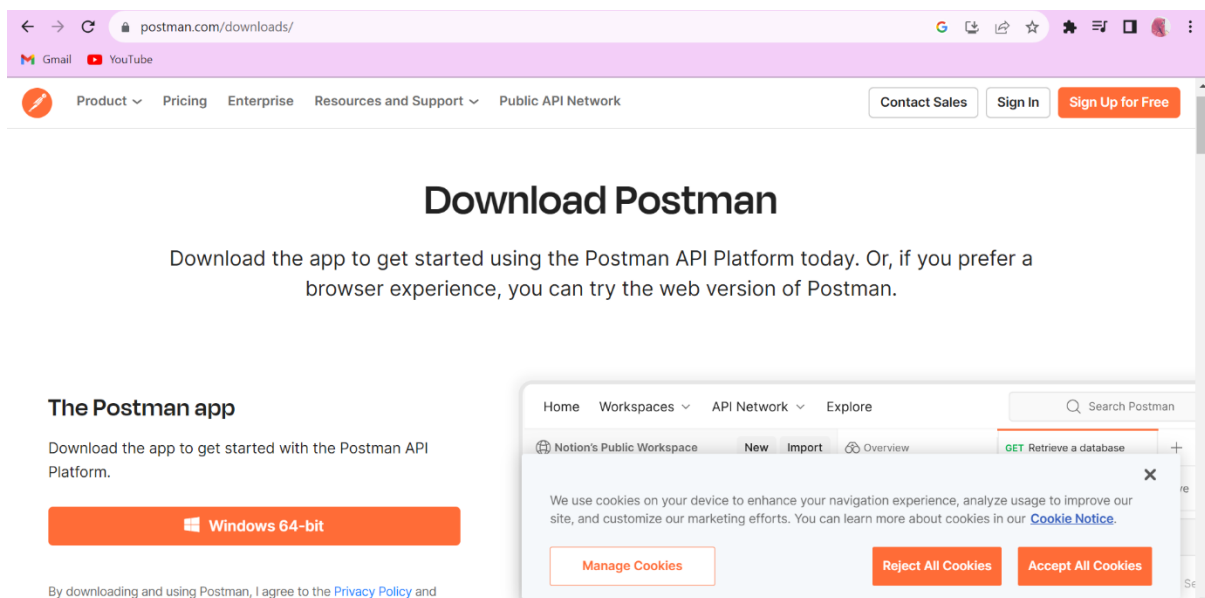 postman.com/downloads/
Gmail YouTube
Product Pricing Enterprise Resources and Support Public API Network Contact Sales Sign In Sign Up for Free
Download Postman
Download the app to get started using the Postman API Platform today. Or, if you prefer a
browser experience, you can try the web version of Postman.
The Postman app
Download the app to get started with the Postman API
Platform.
Windows 64-bit
By downloading and using Postman, I agree to the Privacy Policy and
Home Workspaces API Network Explore Search Postman
Notion's Public Workspace New Import Overview GET Retrieve a database
We use cookies on your device to enhance your navigation experience, analyze usage to improve our
site, and customize our marketing efforts. You can learn more about cookies in our Cookie Notice.
Manage Cookies Reject All Cookies Accept All Cookies